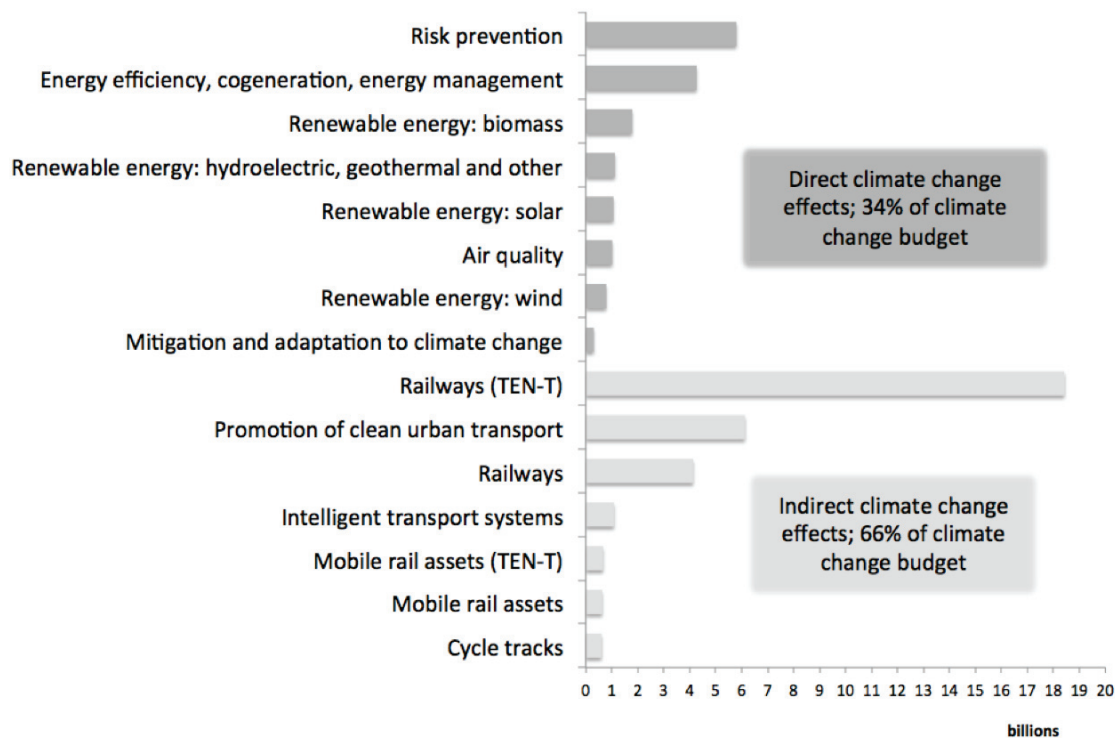 Risk prevention
Energy efficiency, cogeneration, energy management
Renewable energy: biomass
Renewable energy: hydroelectric, geothermal and other
Renewable energy: solar
Air quality
Renewable energy: wind
Mitigation and adaptation to climate change
Railways (TEN-T)
Promotion of clean urban transport
Railways
Intelligent transport systems
Mobile rail assets (TEN-T)
Mobile rail assets
Cycle tracks
Direct climate change
effects; 34% of climate
change budget
Indirect climate change
effects; 66% of climate
change budget
0 1 2 3 4 5 6 7 8 9 10 11 12 13 14 15 16 17 18 19 20
billions